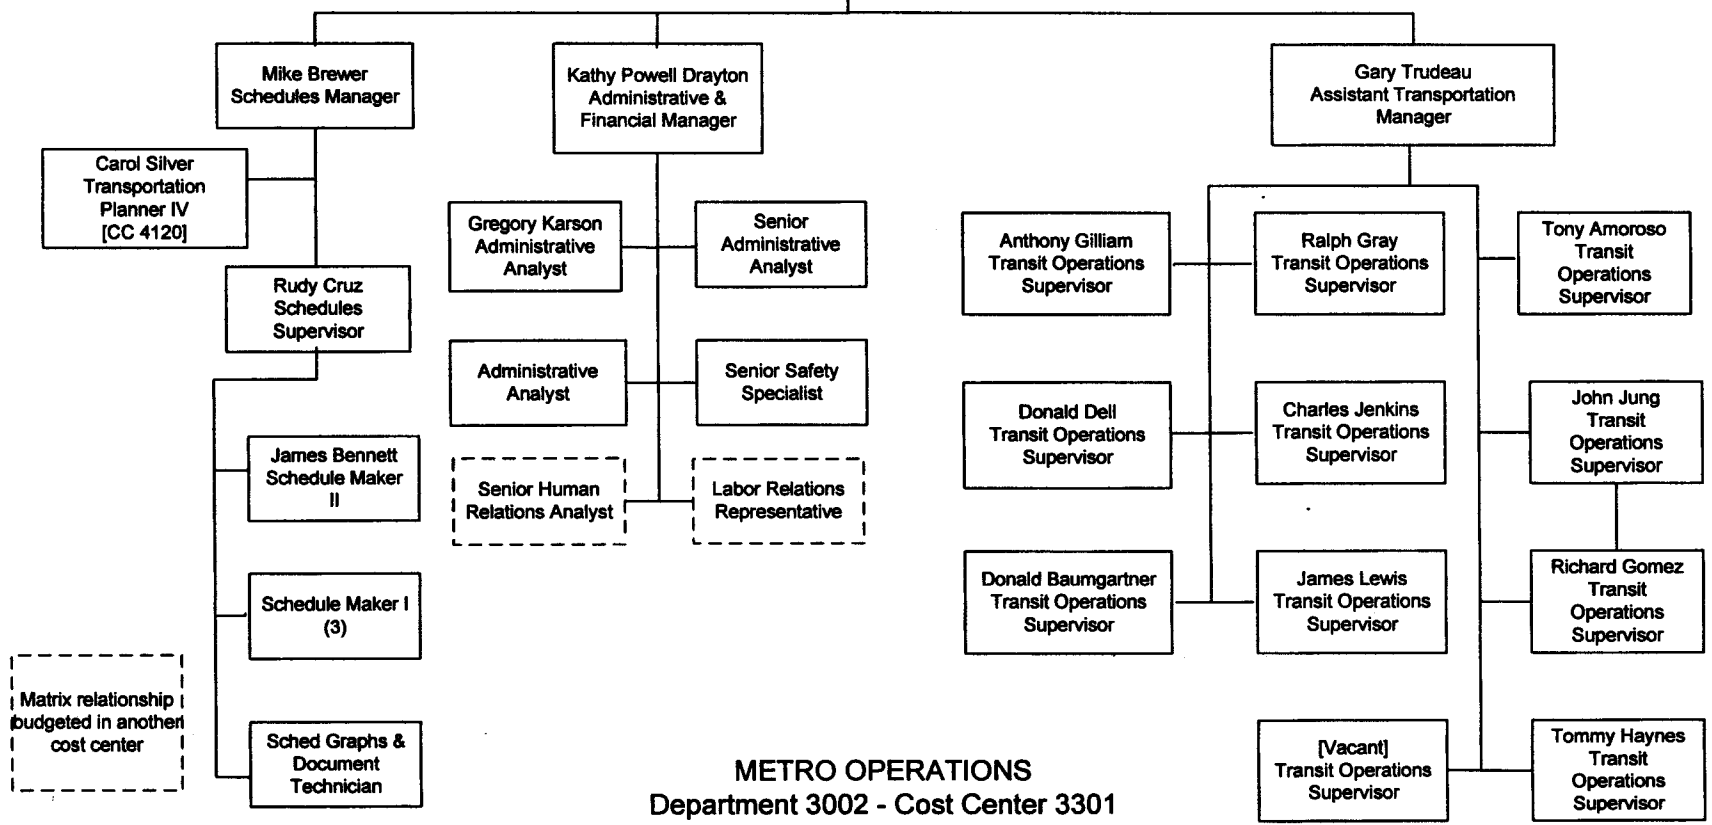 Mike Brewer
Schedules Manager
Kathy Powell Drayton
Administrative &
Financial Manager
Gary Trudeau
Assistant Transportation
Manager
Carol Silver
Transportation
Planner IV
[CC 4120]
Rudy Cruz
Schedules
Supervisor
James Bennett
Schedule Maker
II
Schedule Maker I
(3)
Sched Graphs &
Document
Technician
Matrix relationship
budgeted in another
cost center
Gregory Karson
Administrative
Analyst
Senior
Administrative
Analyst
Administrative
Analyst
Senior Safety
Specialist
Senior Human
Relations Analyst
Labor Relations
Representative
Anthony Gilliam
Transit Operations
Supervisor
Ralph Gray
Transit Operations
Supervisor
Tony Amoroso
Transit
Operations
Supervisor
Donald Dell
Transit Operations
Supervisor
Charles Jenkins
Transit Operations
Supervisor
John Jung
Transit
Operations
Supervisor
Donald Baumgartner
Transit Operations
Supervisor
James Lewis
Transit Operations
Supervisor
Richard Gomez
Transit
Operations
Supervisor
[Vacant]
Transit Operations
Supervisor
Tommy Haynes
Transit
Operations
Supervisor
METRO OPERATIONS
Department 3002 - Cost Center 3301